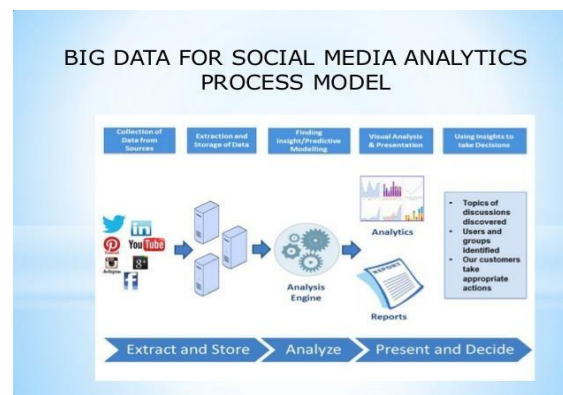 BIG DATA FOR SOCIAL MEDIA ANALYTICS
PROCESS MODEL
Collection of
Data from
Sources
Extraction and
Storage of Data
Finding
Insight/Predictive
Modelling
Visual Analysis
& Presentation
Using Insights to
take Decisions
in
You Tube
g+
f
Analysis
Engine
Analytics
REPORT
Reports
• Topics of
discussions
discovered
• Users and
groups
identified
• Our customers
take
appropriate
actions
Extract and Store
Analyze
Present and Decide